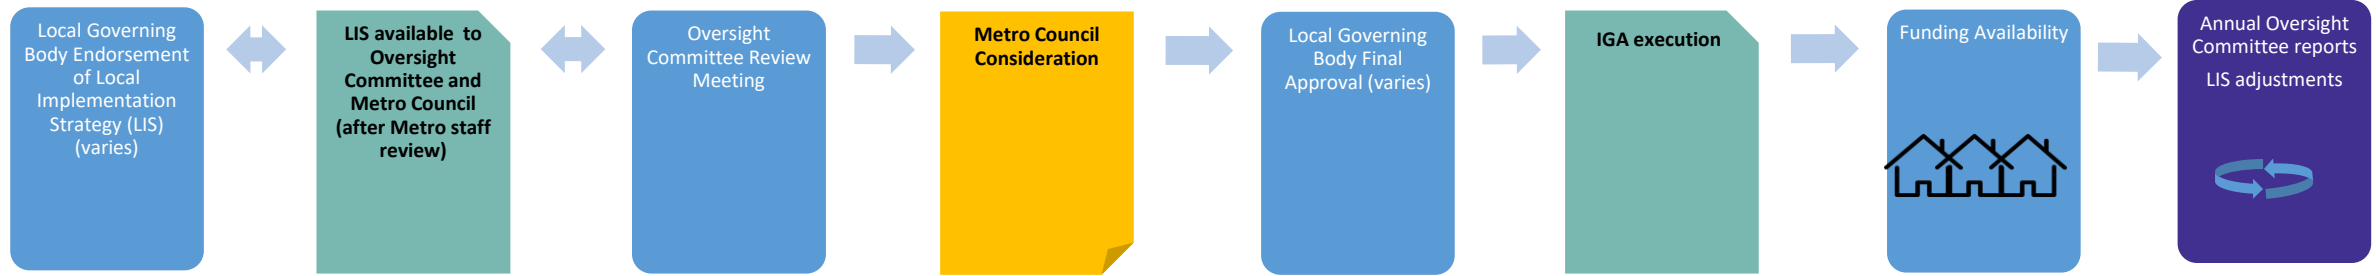 Local Governing
Body Endorsement
of Local
Implementation
Strategy (LIS)
(varies)
LIS available  to
Oversight
Committee and
Metro Council
(after Metro staff
review)
Oversight
Committee Review
Meeting
Metro Council
Consideration
Local Governing
Body Final
Approval (varies)
IGA execution
Funding Availability
Annual Oversight
Committee reports
LIS adjustments